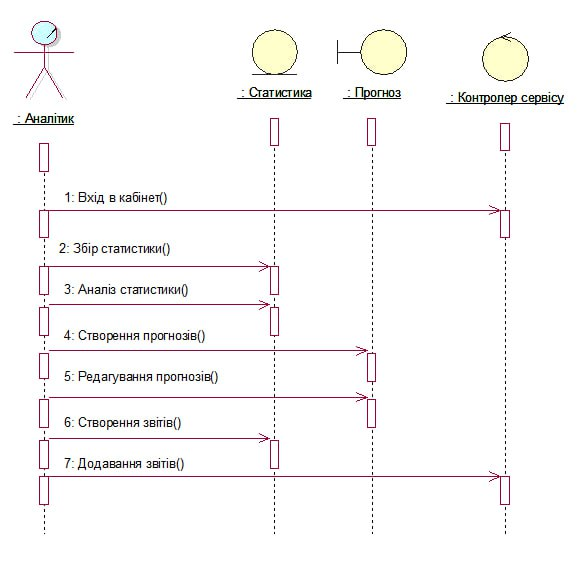 : Статистика
: Прогноз
: Контролер сервісу
: Аналітик
1: Вхід в кабінет()
2: Збір статистики()
3: Аналіз статистики()
4: Створення прогнозів()
5: Редагування прогнозів()
6: Створення звітів()
7: Додавання звітів()